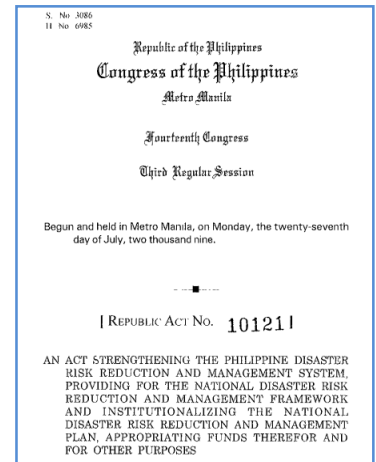 S. No 3086
H No 6985
Republic of the Philippines
Congress of the Philippines
Metro Manila
Fourteenth Congress
Third Regular Session
Begun and held in Metro Manila, on Monday, the twenty-seventh
day of July, two thousand nine.
[ REPUBLIC ACT NO. 10121 ]
AN ACT STRENGTHENING THE PHILIPPINE DISASTER
RISK REDUCTION AND MANAGEMENT SYSTEM,
PROVIDING FOR THE NATIONAL DISASTER RISK
REDUCTION AND MANAGEMENT FRAMEWORK
AND INSTITUTIONALIZING THE NATIONAL
DISASTER RISK REDUCTION AND MANAGEMENT
PLAN, APPROPRIATING FUNDS THEREFOR AND
FOR OTHER PURPOSES